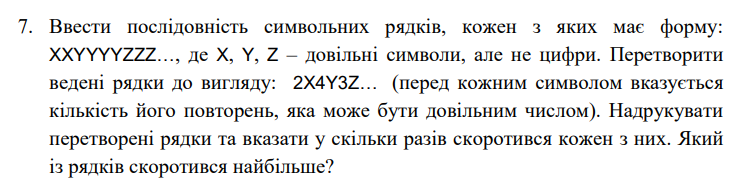 7. Ввести послідовність символьних рядків, кожен з яких має форму:
XXYYYYZZZ…, де X, Y, Z – довільні символи, але не цифри. Перетворити
ведені рядки до вигляду: 2X4Y3Z… (перед кожним символом вказується
кількість його повторень, яка може бути довільним числом). Надрукувати
перетворені рядки та вказати у скільки разів скоротився кожен з них. Який
із рядків скоротився найбільше?